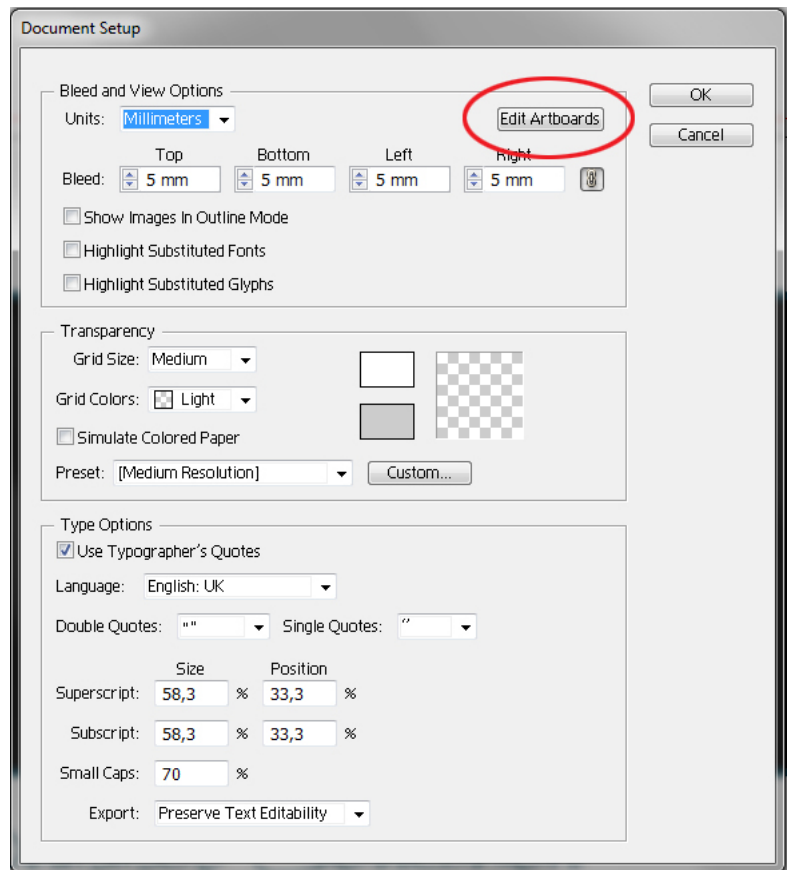 Document Setup
Bleed and View Options
Units: Millimeters Edit Artboards
OK
Cancel
Top Bottom Left Right
Bleed: 5 mm 5 mm 5 mm 5 mm
Show Images In Outline Mode
Highlight Substituted Fonts
Highlight Substituted Glyphs
Transparency
Grid Size: Medium
Grid Colors: Light
Simulate Colored Paper
Preset: [Medium Resolution] Custom...
Type Options
Use Typographer's Quotes
Language: English: UK
Double Quotes: "" Single Quotes: ''
Size Position
Superscript: 58,3 % 33,3 %
Subscript: 58,3 % 33,3 %
Small Caps: 70 %
Export: Preserve Text Editability